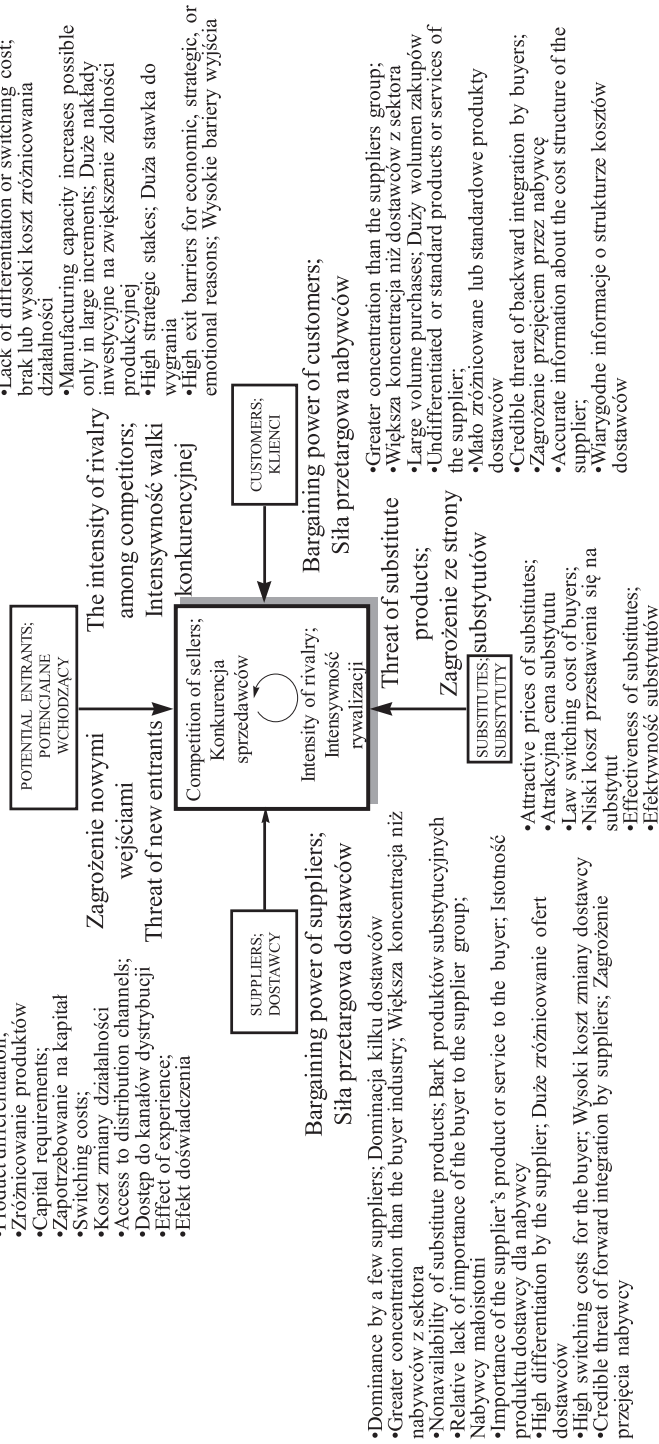 •Product differentiation;
•Zróżnicowanie produktów
•Capital requirements;
•Zapotrzebowanie na kapitał
•Switching costs;
•Koszt zmiany działalności
•Access to distribution channels;
•Dostęp do kanałów dystrybucji
•Effect of experience;
•Efekt doświadczenia
POTENTIAL ENTRANTS;
POTENCJALNE
WCHODZĄCY
Zagrożenie nowymi
wejściami
Threat of new entrants
The intensity of rivalry
among competitors;
Intensywność walki
konkurencyjnej
•Lack of differentiation or switching cost;
brak lub wysoki koszt zróżnicowania
działalności
•Manufacturing capacity increases possible
only in large increments; Duże nakłady
inwestycyjne na zwiększenie zdolności
produkcyjnej
•High strategic stakes; Duża stawka do
wygrania
•High exit barriers for economic, strategic, or
emotional reasons; Wysokie bariery wyjścia
SUPPLIERS;
DOSTAWCY
Competition of sellers;
Konkurencja
sprzedawców
Intensity of rivalry;
Intensywność
rywalizacji
CUSTOMERS;
KLIENCI
Bargaining power of suppliers;
Siła przetargowa dostawców
Bargaining power of customers;
Siła przetargowa nabywców
•Dominance by a few suppliers; Dominacja kilku dostawców
•Greater concentration than the buyer industry; Większa koncentracja niż
nabywców z sektora
•Nonavailability of substitute products; Bark produktów substytucyjnych
•Relative lack of importance of the buyer to the supplier group;
Nabywcy małoistotni
•Importance of the supplier's product or service to the buyer; Istotność
produktu dostawcy dla nabywcy
•High differentiation by the supplier; Duże zróżnicowanie ofert
dostawców
•High switching costs for the buyer; Wysoki koszt zmiany dostawcy
•Credible threat of forward integration by suppliers; Zagrożenie
przejęcia nabywcy
Threat of substitute
products;
Zagrożenie ze strony
substytutów
SUBSTITUTES;
SUBSTYTUTY
•Attractive prices of substitutes;
•Atrakcyjna cena substytutu
•Law switching cost of buyers;
•Niski koszt przestawienia się na
substytut
•Effectiveness of substitutes;
•Efektywność substytutów
•Greater concentration than the suppliers group;
•Większa koncentracja niż dostawców z sektora
•Large volume purchases; Duży wolumen zakupów
•Undifferentiated or standard products or services of
the supplier;
•Mało zróżnicowane lub standardowe produkty
dostawców
•Credible threat of backward integration by buyers;
•Zagrożenie przejęciem przez nabywcę
•Accurate information about the cost structure of the
supplier;
•Wiarygodne informacje o strukturze kosztów
dostawców